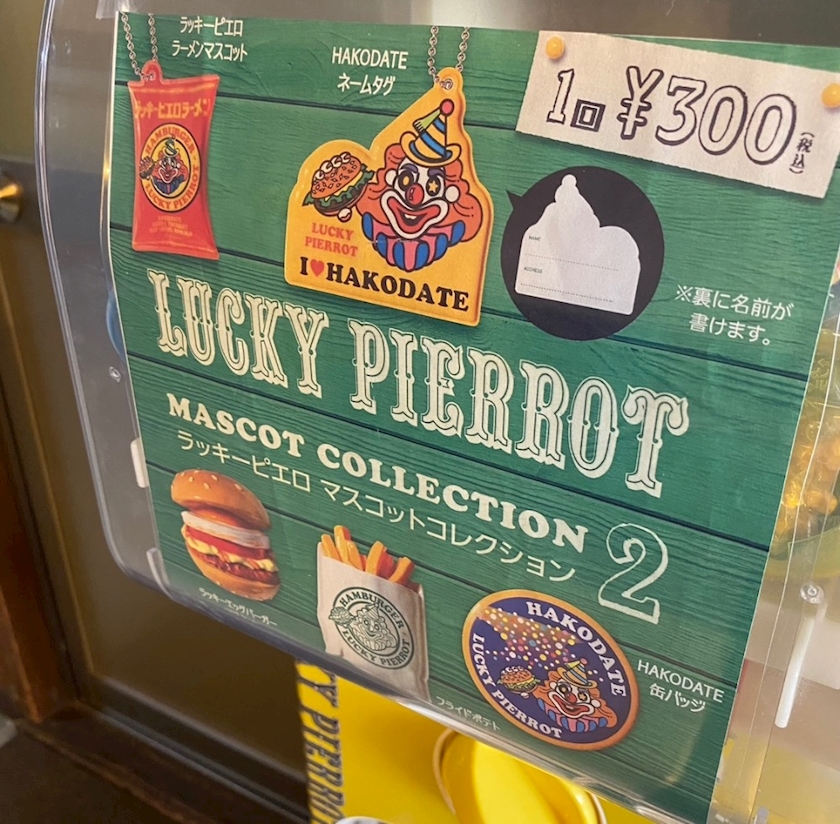 ラッキーピエロ
ラーメンマスコット
HAKODATE
ネームタグ
1回 ¥300(税込)
ラッキーピエロラーメン
HAMBURGER
LUCKY PIERROT
LUCKY
PIERROT
I♥HAKODATE
NAME
ADDRESS
※裏に名前が
書けます。
LUCKY PIERROT
MASCOT COLLECTION 2
ラッキーピエロ マスコットコレクション
ラッキーエッグバーガー
HAMBURGER
LUCKY PIERROT
フライドポテト
HAKODATE
LUCKY PIERROT
HAKODATE
缶バッジ